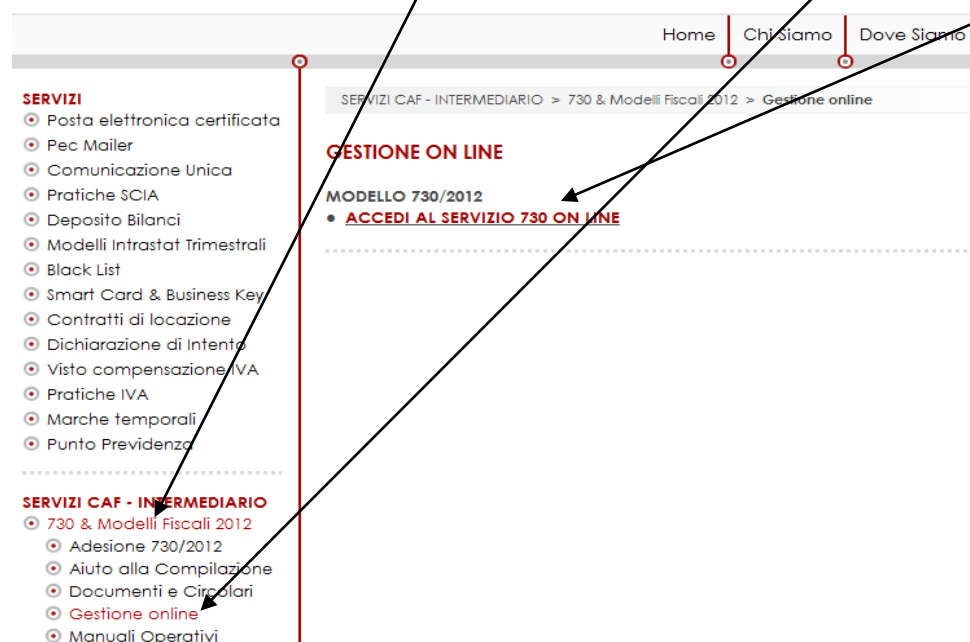 Home
Chi Siamo
Dove Siamo
SERVIZI
Posta elettronica certificata
Pec Mailer
Comunicazione Unica
Pratiche SCIA
Deposito Bilanci
Modelli Intrastat Trimestrali
Black List
Smart Card & Business Key
Contratti di locazione
Dichiarazione di Intento
Visto compensazione IVA
Pratiche IVA
Marche temporali
Punto Previdenza
SERVIZI CAF - INTERMEDIARIO
730 & Modelli Fiscali 2012
Adesione 730/2012
Aiuto alla Compilazione
Documenti e Circolari
Gestione online
Manuali Operativi
SERVIZI CAF - INTERMEDIARIO > 730 & Modelli Fiscali 2012 > Gestione online
GESTIONE ON LINE
MODELLO 730/2012
ACCEDI AL SERVIZIO 730 ON LINE